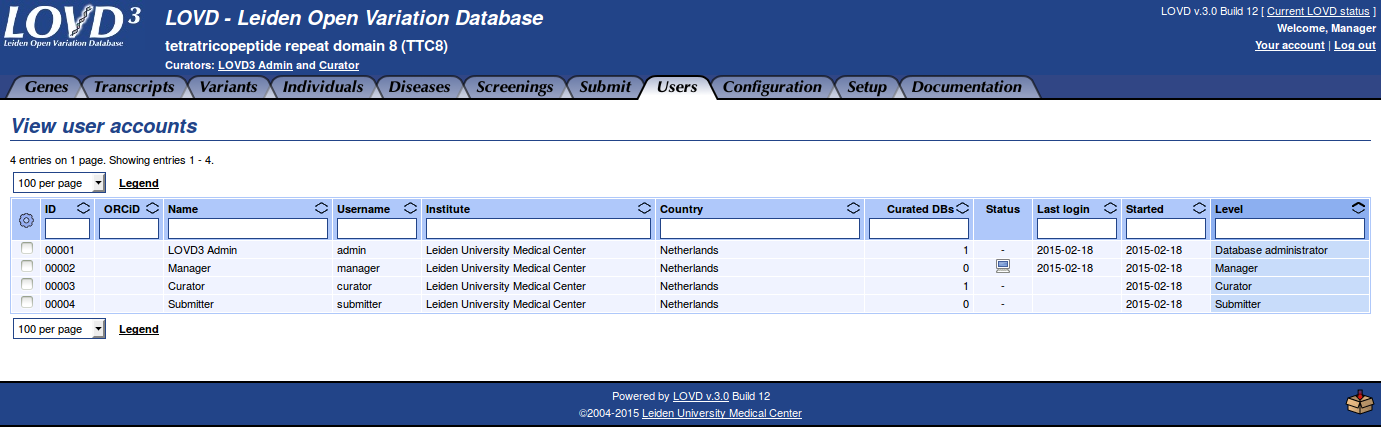 LOVD 3
Leiden Open Variation Database
LOVD - Leiden Open Variation Database
tetratricopeptide repeat domain 8 (TTC8)
Curators: LOVD3 Admin and Curator
LOVD v.3.0 Build 12 [ Current LOVD status ]
Welcome, Manager
Your account | Log out
Genes Transcripts Variants Individuals Diseases Screenings Submit Users Configuration Setup Documentation
View user accounts
4 entries on 1 page. Showing entries 1 - 4.
100 per page Legend
ID ORCiD Name Username Institute Country Curated DBs Status Last login Started Level
00001 LOVD3 Admin admin Leiden University Medical Center Netherlands 1 - 2015-02-18 2015-02-18 Database administrator
00002 Manager manager Leiden University Medical Center Netherlands 0 2015-02-18 2015-02-18 Manager
00003 Curator curator Leiden University Medical Center Netherlands 1 - 2015-02-18 Curator
00004 Submitter submitter Leiden University Medical Center Netherlands 0 - 2015-02-18 Submitter
100 per page Legend
Powered by LOVD v.3.0 Build 12
©2004-2015 Leiden University Medical Center